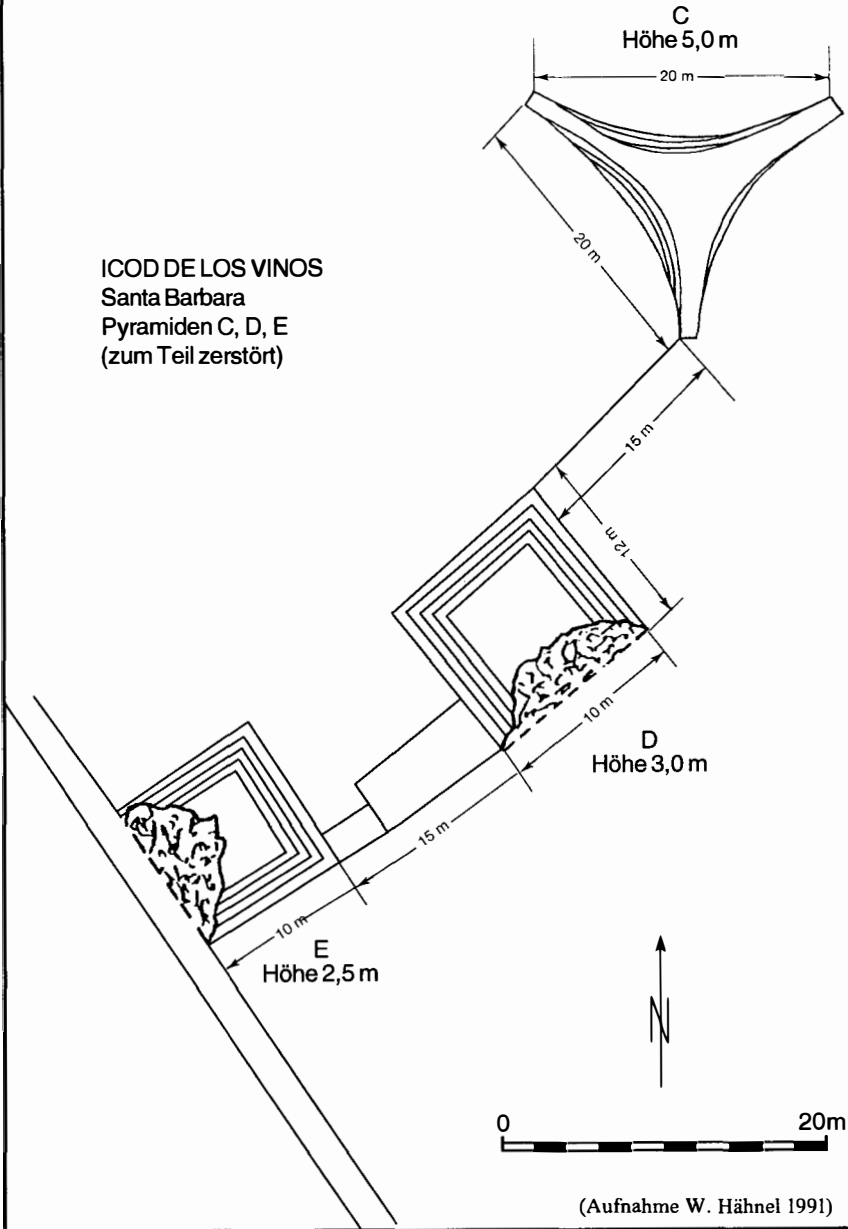 C
Höhe 5,0 m
20 m
20 m
ICOD DE LOS VINOS
Santa Barbara
Pyramiden C, D, E
(zum Teil zerstört)
15 m
12 m
10 m
D
Höhe 3,0 m
15 m
10 m
E
Höhe 2,5 m
N
0 20m
(Aufnahme W. Hähnel 1991)